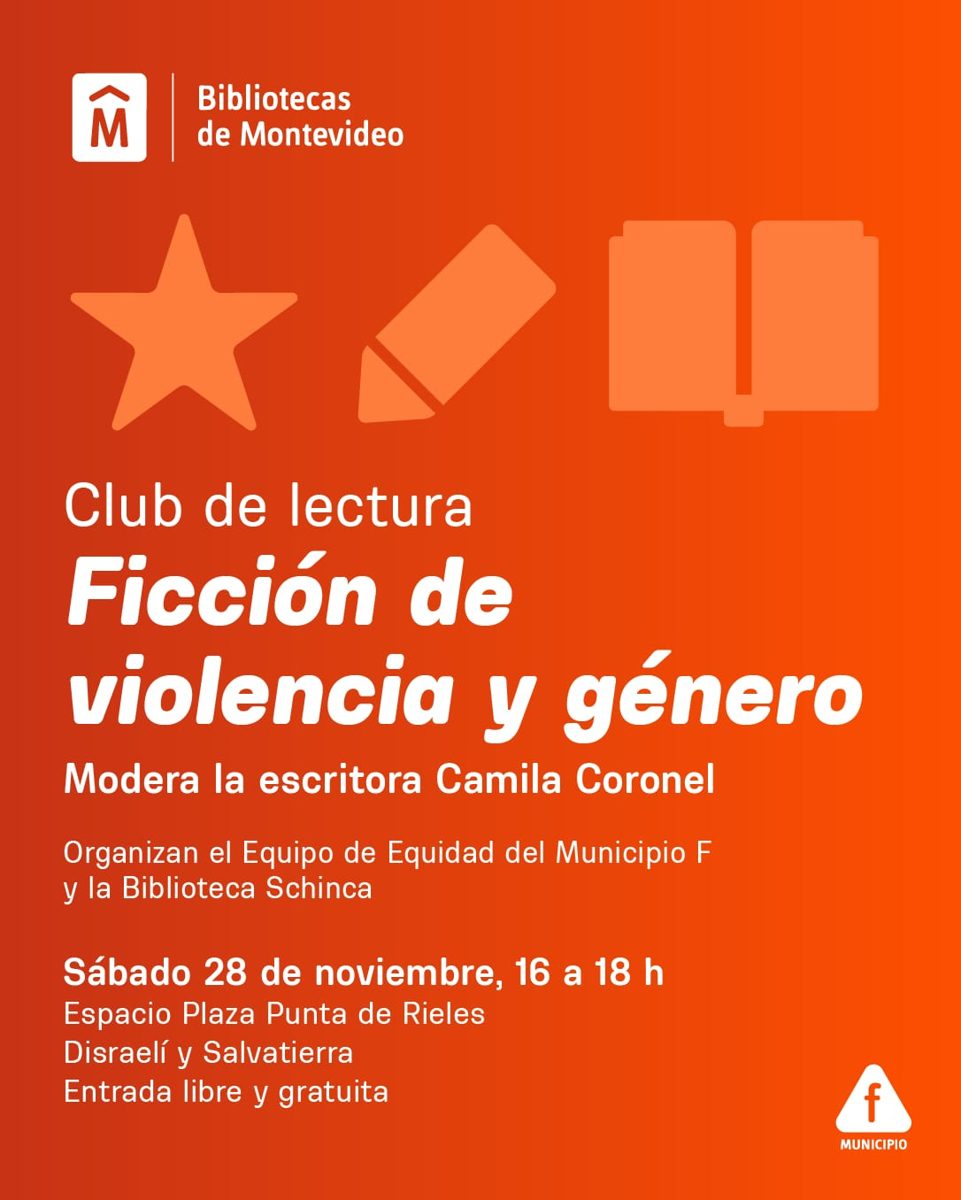 M
Bibliotecas
de Montevideo
Club de lectura
Ficción de
violencia y género
Modera la escritora Camila Coronel
Organizan el Equipo de Equidad del Municipio F
y la Biblioteca Schinca
Sábado 28 de noviembre, 16 a 18 h
Espacio Plaza Punta de Rieles
Disraelí y Salvatierra
Entrada libre y gratuita
f
MUNICIPIO